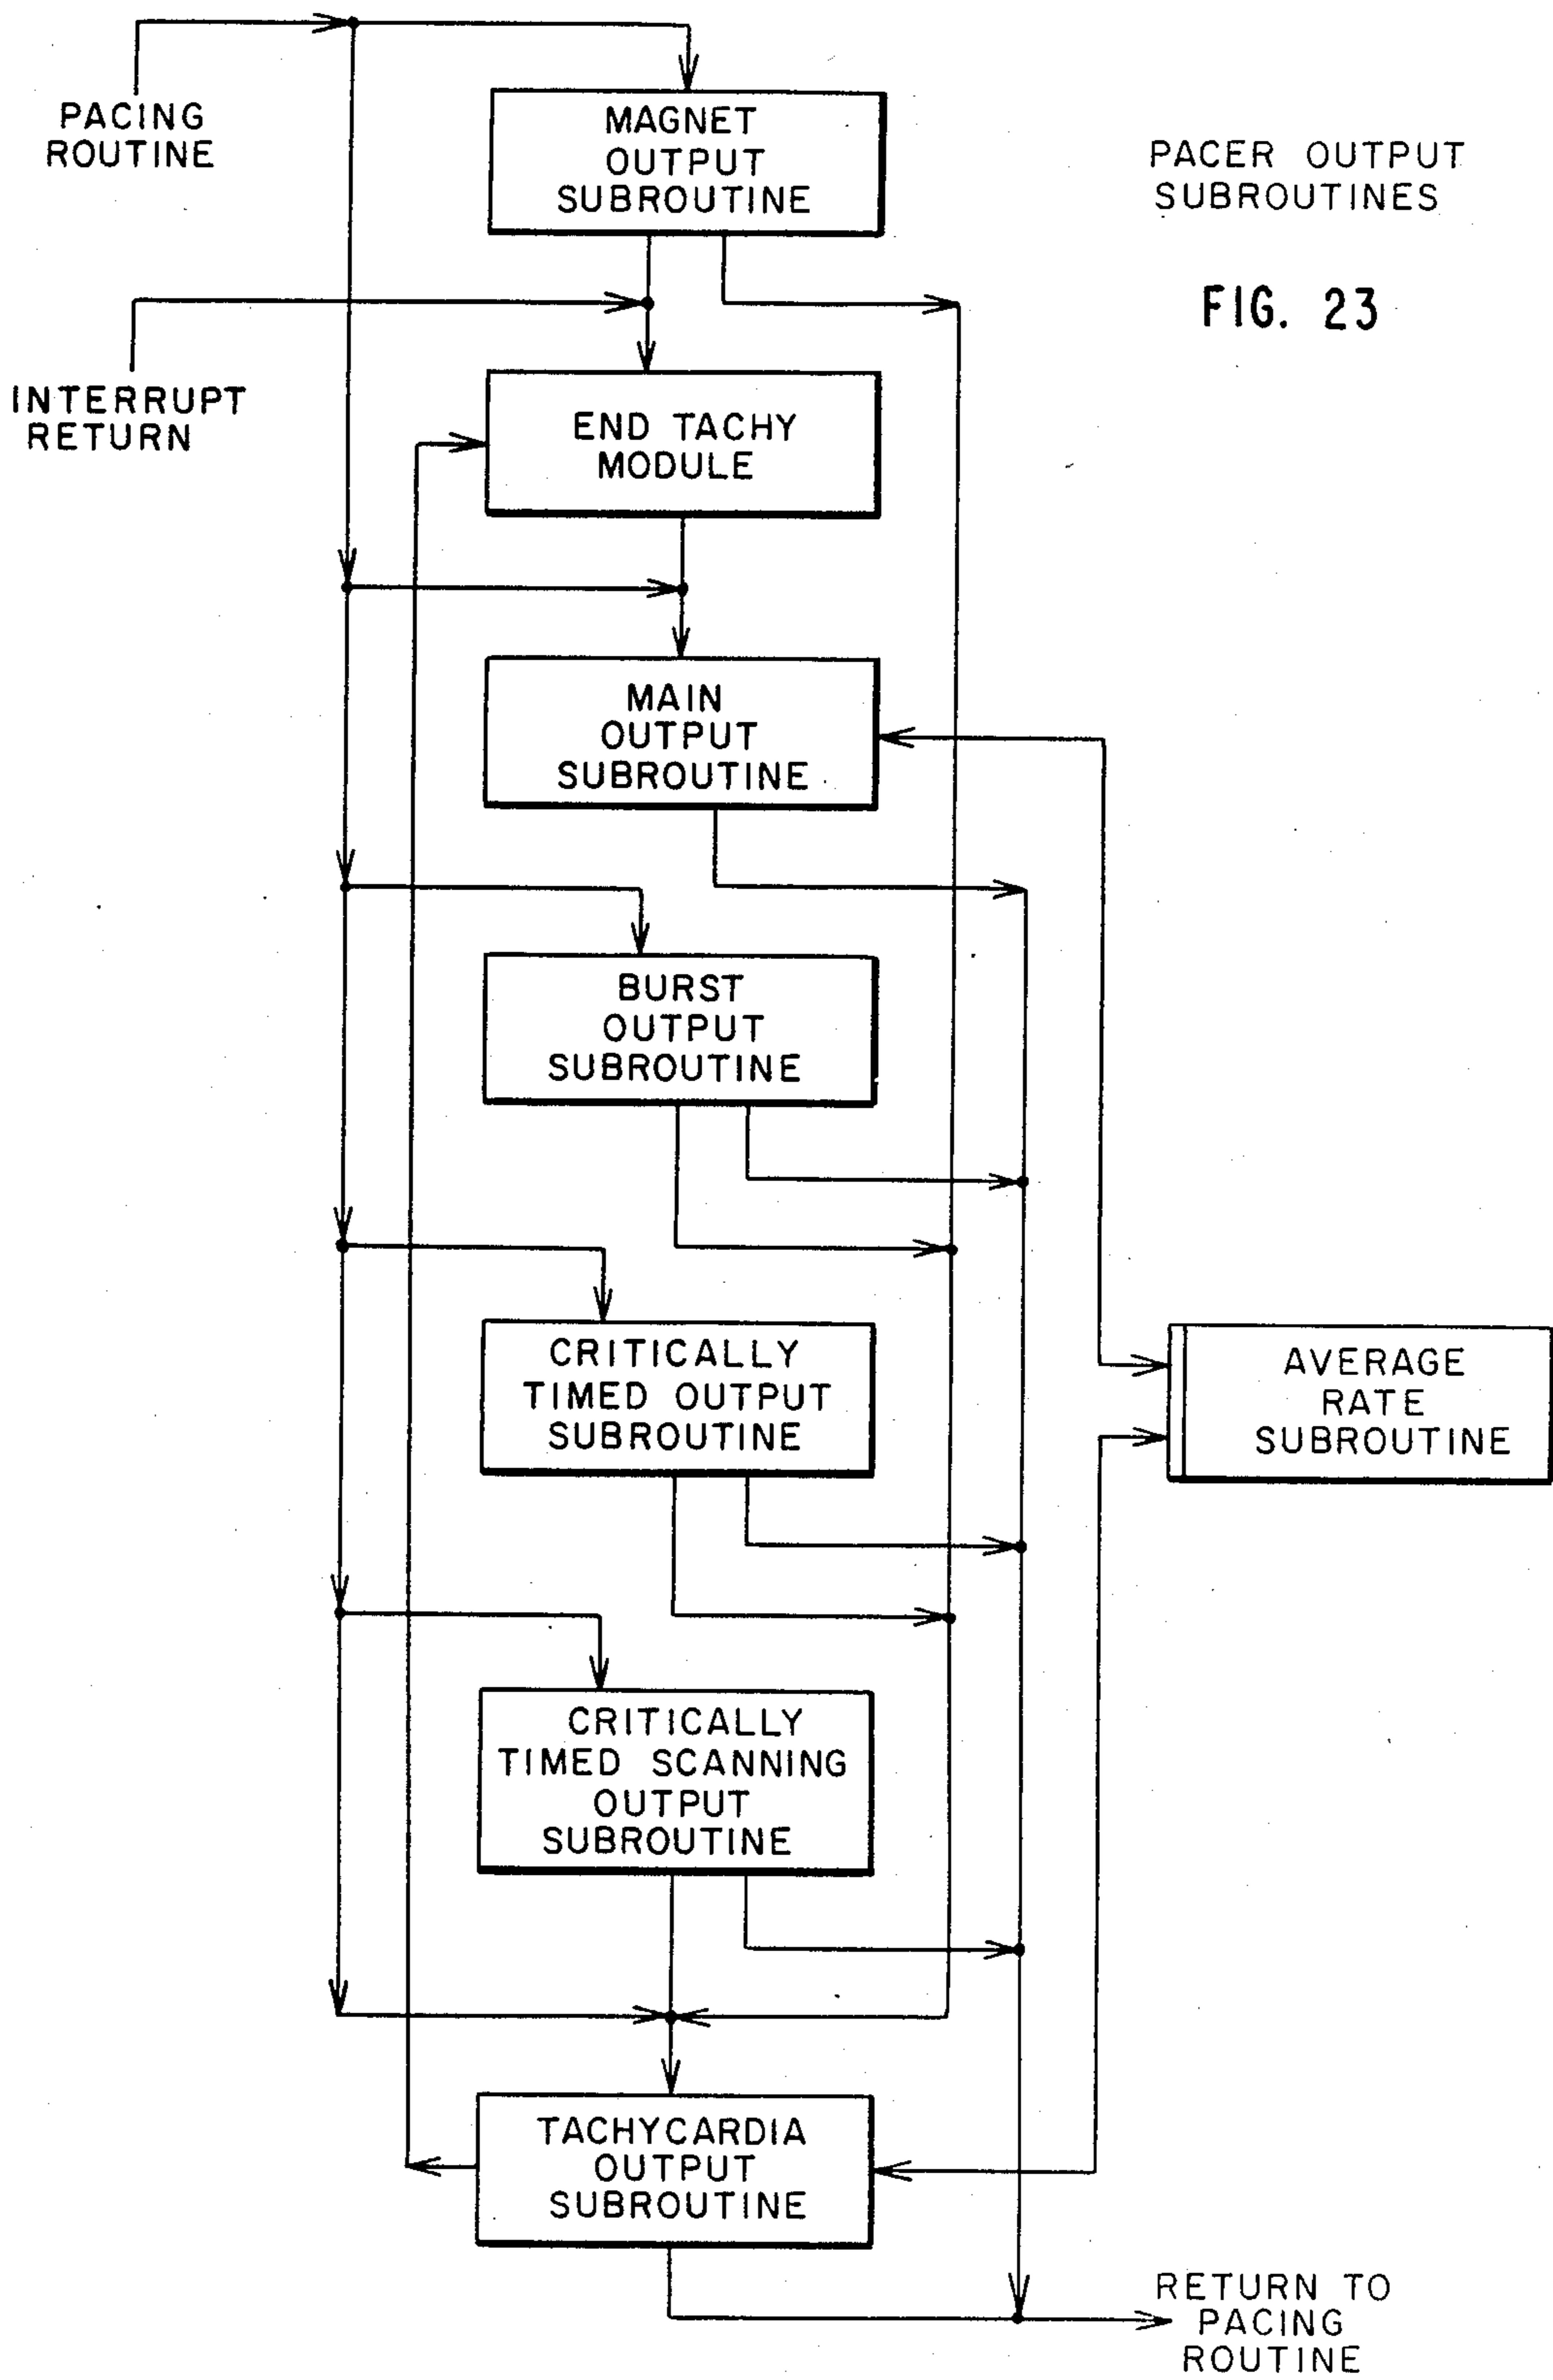 PACING
ROUTINE
MAGNET
OUTPUT
SUBROUTINE
PACER OUTPUT
SUBROUTINES
FIG. 23
INTERRUPT
RETURN
END TACHY
MODULE
MAIN
OUTPUT
SUBROUTINE
BURST
OUTPUT
SUBROUTINE
CRITICALLY
TIMED OUTPUT
SUBROUTINE
AVERAGE
RATE
SUBROUTINE
CRITICALLY
TIMED SCANNING
OUTPUT
SUBROUTINE
TACHYCARDIA
OUTPUT
SUBROUTINE
RETURN TO
PACING
ROUTINE